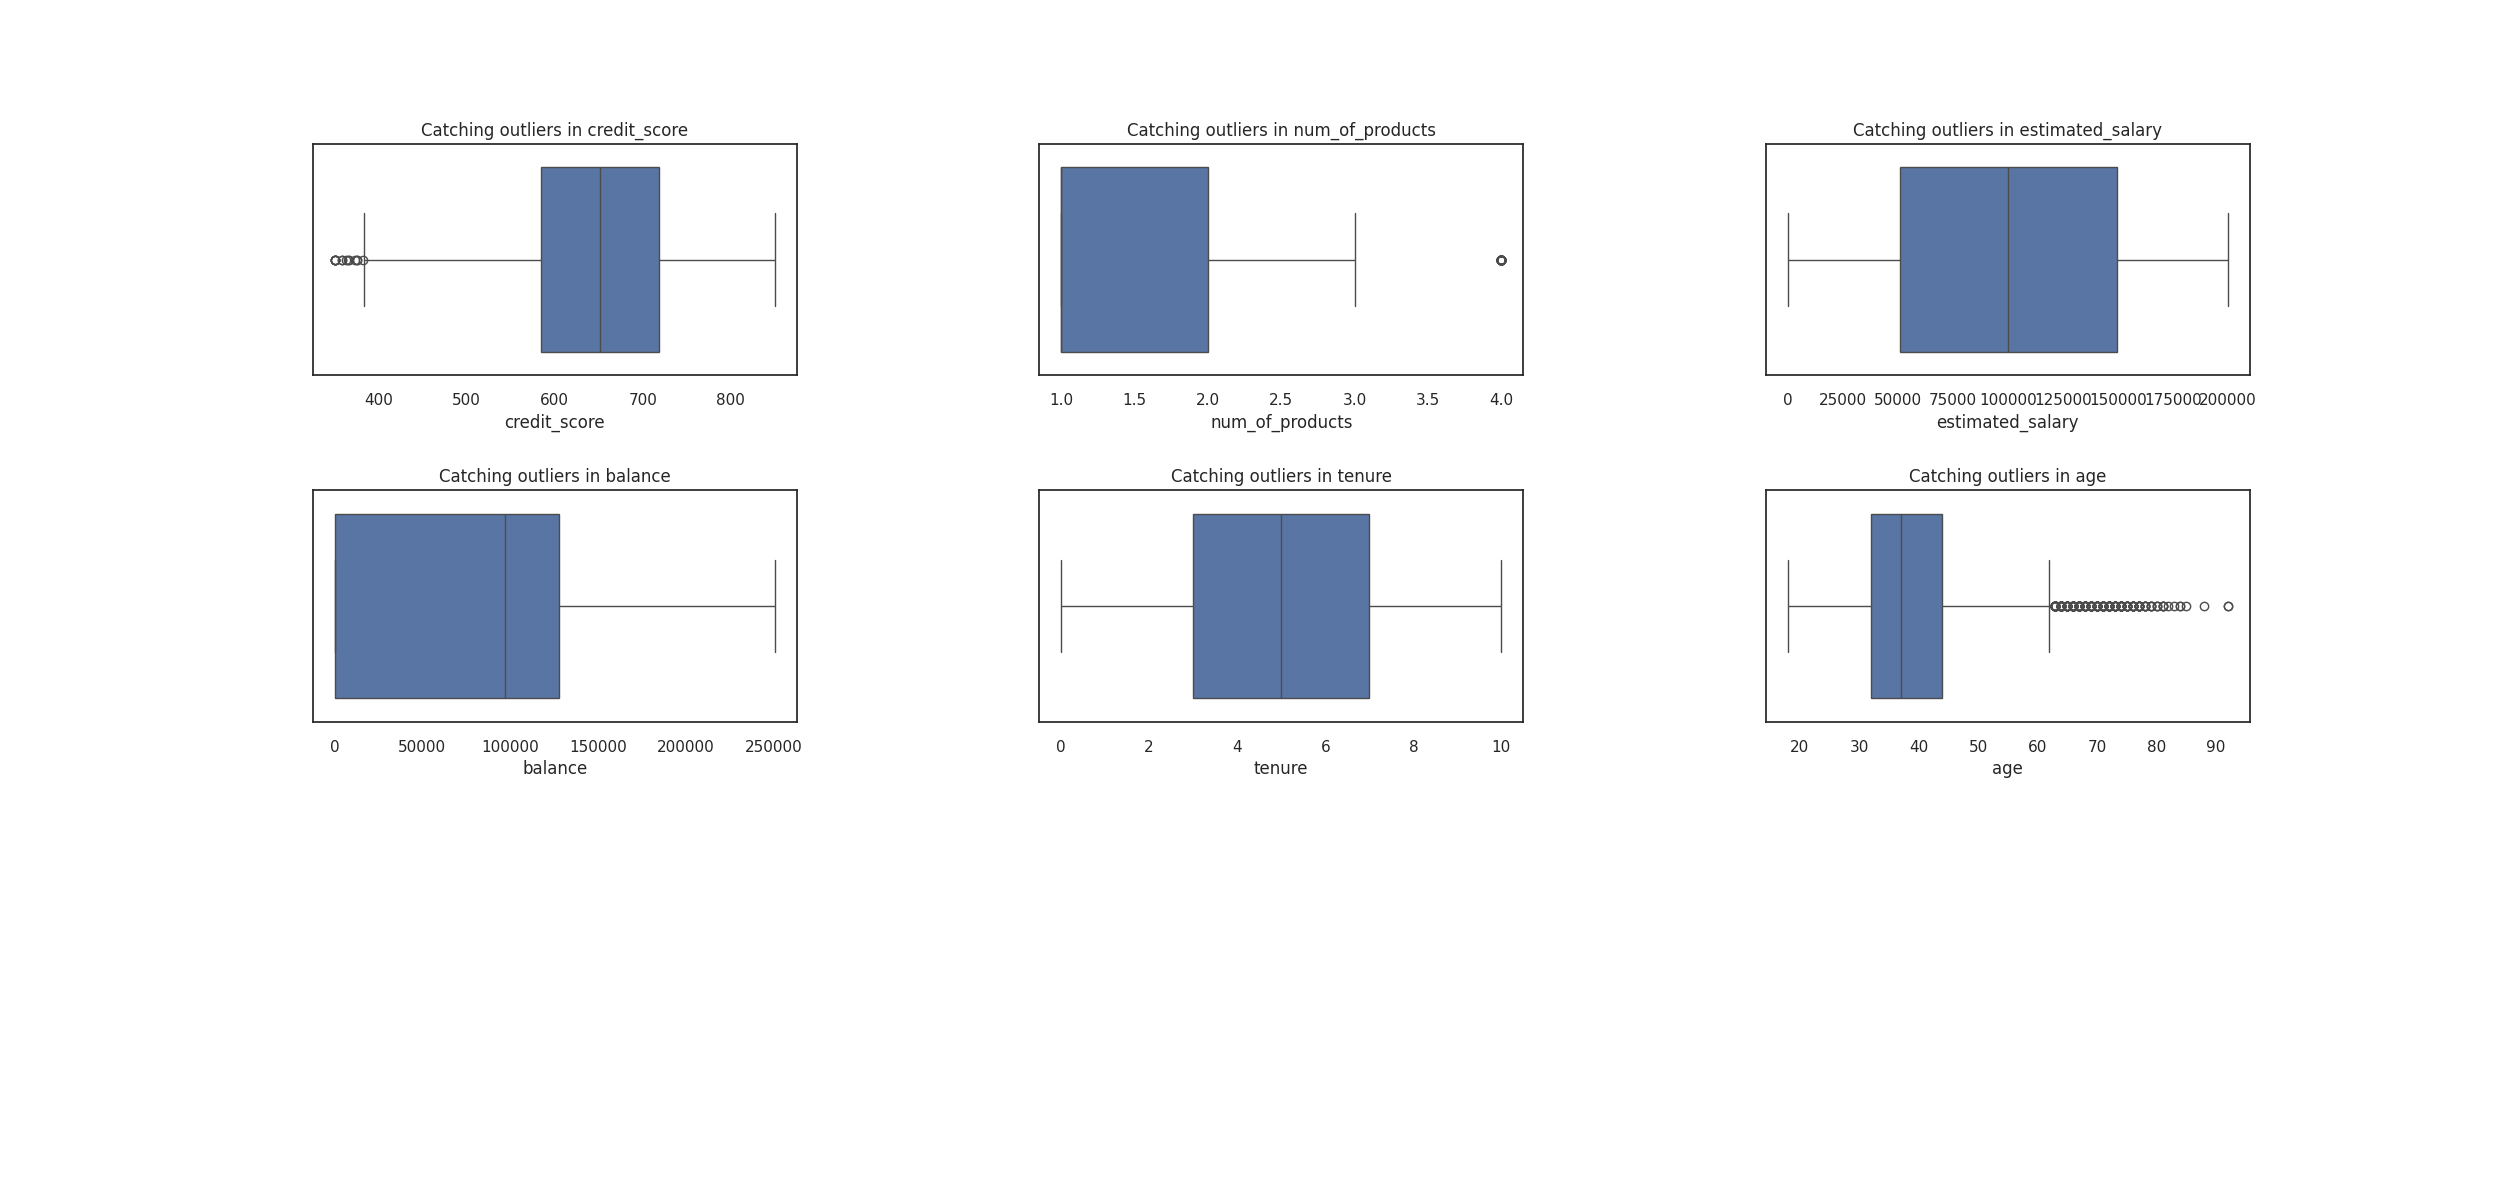 Catching outliers in credit_score
400 500 600 700 800
credit_score
Catching outliers in num_of_products
1.0 1.5 2.0 2.5 3.0 3.5 4.0
num_of_products
Catching outliers in estimated_salary
0 25000 50000 75000 100000 125000 150000 175000 200000
estimated_salary
Catching outliers in balance
0 50000 100000 150000 200000 250000
balance
Catching outliers in tenure
0 2 4 6 8 10
tenure
Catching outliers in age
20 30 40 50 60 70 80 90
age